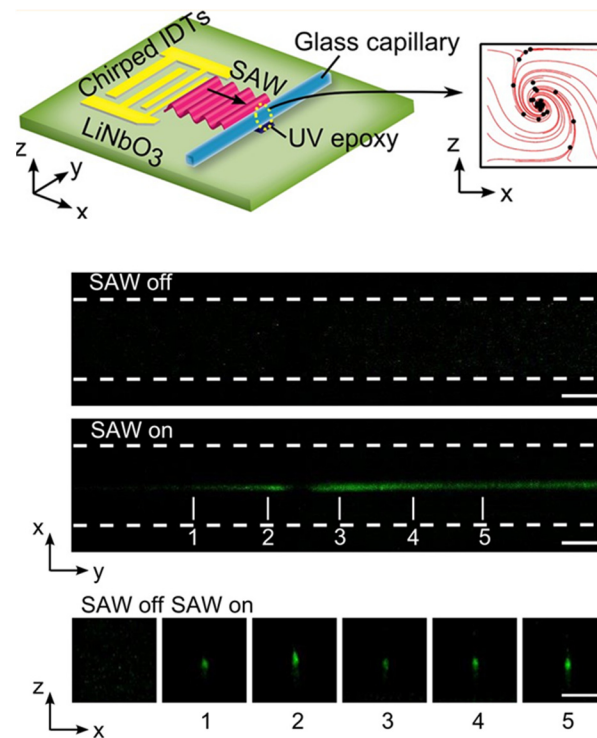 Chirped IDTs
SAW
Glass capillary
LiNbO3
UV epoxy
z
y
x
z
x
SAW off
SAW on
1 2 3 4 5
x
y
SAW off SAW on
z
x
1 2 3 4 5